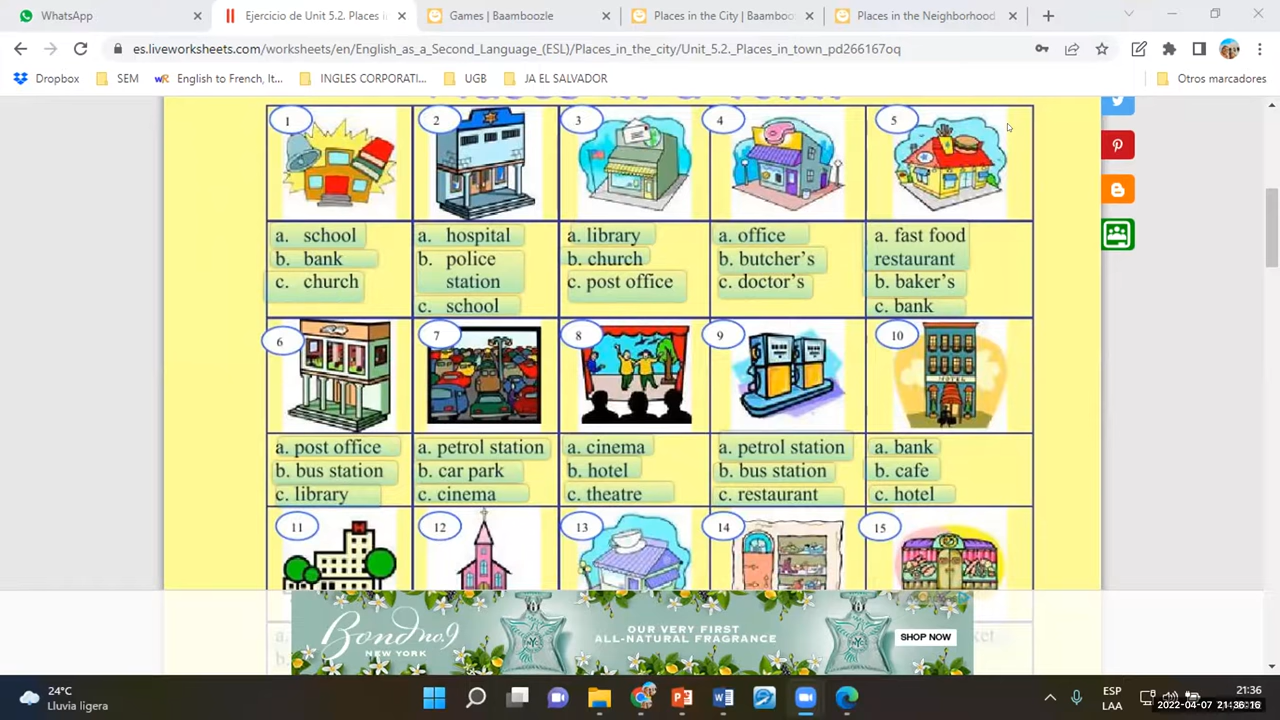 WhatsApp
Ejercicio de Unit 5.2. Places i
Games | Baamboozle
Places in the City | Baamboo
Places in the Neighborhood
es.liveworksheets.com/worksheets/en/English_as_a_Second_Language_(ESL)/Places_in_the_city/Unit_5.2._Places_in_town_pd266167oq
Dropbox
SEM
English to French, It...
INGLES CORPORATI...
UGB
JA EL SALVADOR
Otros marcadores
1
2
3
4
5
a. school
b. bank
c. church
a. hospital
b. police
station
c. school
a. library
b. church
c. post office
a. office
b. butcher's
c. doctor's
a. fast food
restaurant
b. baker's
c. bank
6
7
8
9
10
HOTEL
a. post office
b. bus station
c. library
a. petrol station
b. car park
c. cinema
a. cinema
b. hotel
c. theatre
a. petrol station
b. bus station
c. restaurant
a. bank
b. cafe
c. hotel
11
H
12
13
14
15
Bond no.9
NEW YORK
OUR VERY FIRST
ALL-NATURAL FRAGRANCE
SHOP NOW
24°C
Lluvia ligera
ESP
LAA
21:36
2022-04-07 21:36:16